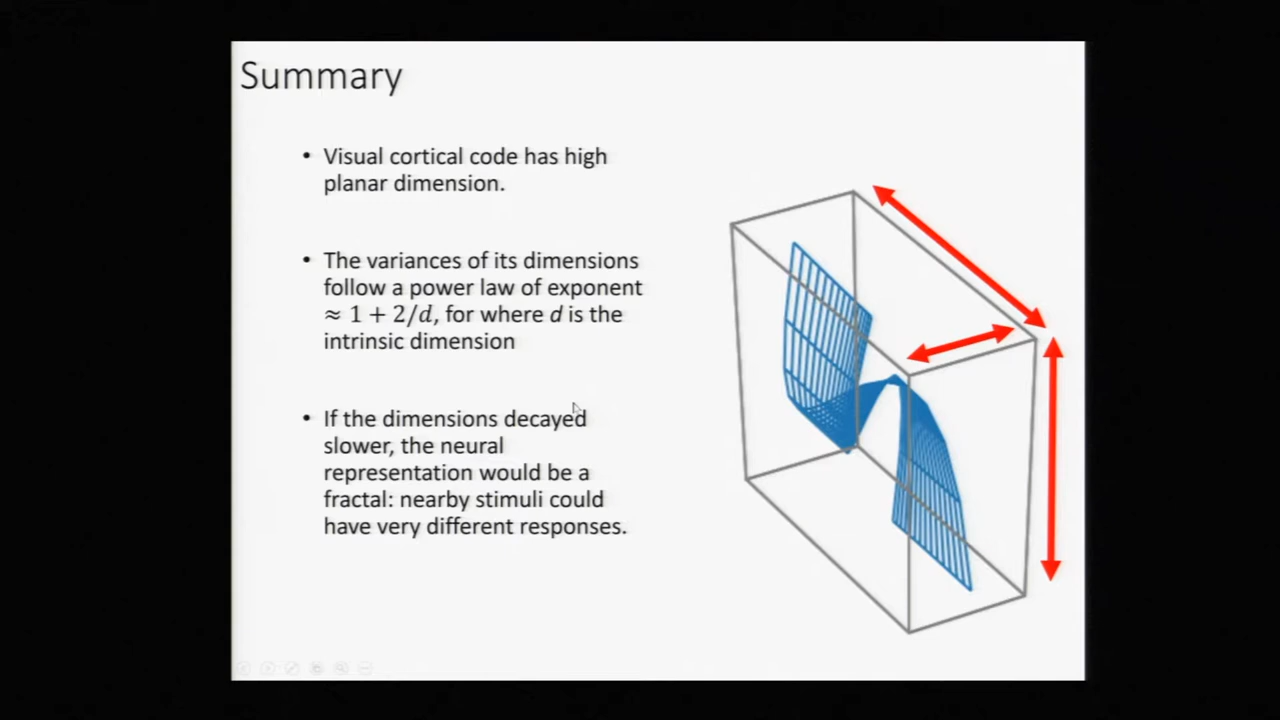 Summary
• Visual cortical code has high
planar dimension.
• The variances of its dimensions
follow a power law of exponent
≈ 1 + 2/d, for where d is the
intrinsic dimension
• If the dimensions decayed
slower, the neural
representation would be a
fractal: nearby stimuli could
have very different responses.